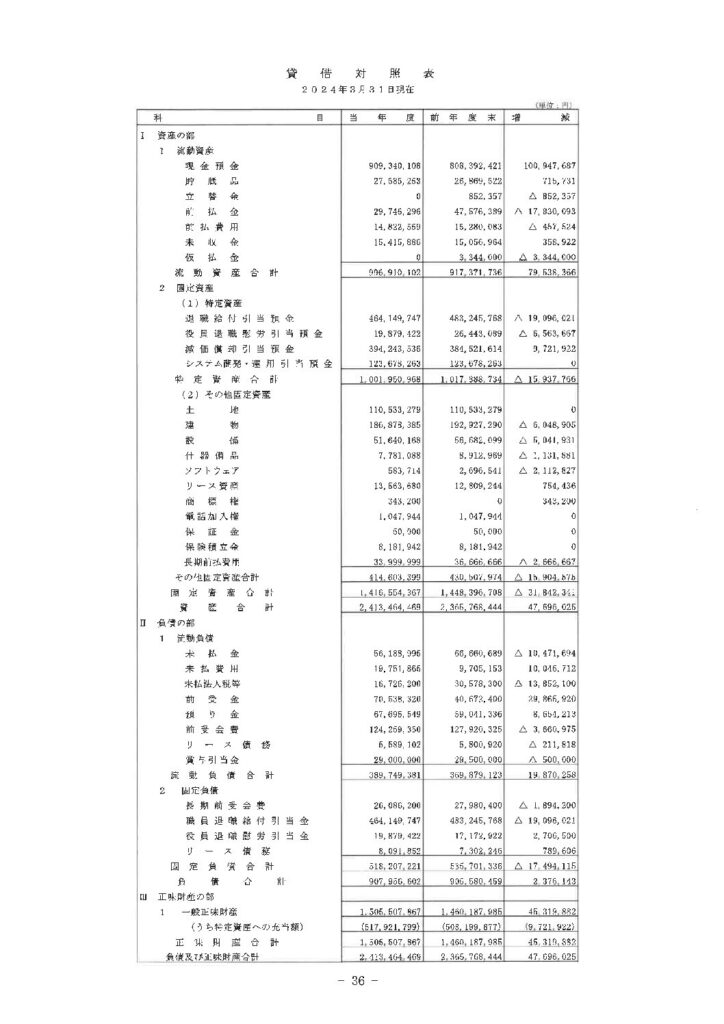 貸借対照表
2024年3月31日現在
（単位：円）
科目 当年度 前年度末 増減
Ⅰ 資産の部
1 流動資産
現金預金 909,340,108 808,392,421 100,947,687
貯蔵品 27,585,253 26,869,522 715,731
立替金 0 852,357 △ 852,357
前払金 29,746,296 47,576,389 △ 17,830,093
前払費用 14,822,559 15,280,083 △ 457,524
未収金 15,415,886 15,056,964 358,922
仮払金 0 3,344,000 △ 3,344,000
流動資産合計 996,910,102 917,371,736 79,538,366
2 固定資産
（1）特定資産
退職給付引当預金 464,149,747 483,245,768 △ 19,096,021
役員退職慰労引当預金 19,879,422 26,443,089 △ 6,563,667
減価償却引当預金 394,243,536 384,521,614 9,721,922
システム開発・運用引当預金 123,678,263 123,678,263 0
特定資産合計 1,001,950,968 1,017,888,734 △ 15,937,766
（2）その他固定資産
土地 110,533,279 110,533,279 0
建物 186,878,385 192,927,290 △ 6,048,905
設備 51,640,168 56,682,099 △ 5,041,931
什器備品 7,781,088 8,912,969 △ 1,131,881
ソフトウェア 583,714 2,696,541 △ 2,112,827
リース資産 13,563,680 12,809,244 754,436
商標権 343,200 0 343,200
電話加入権 1,047,944 1,047,944 0
保証金 50,000 50,000 0
保険積立金 8,181,942 8,181,942 0
長期前払費用 33,999,999 36,666,666 △ 2,666,667
その他固定資産合計 414,603,399 430,507,974 △ 15,904,575
固定資産合計 1,416,554,367 1,448,396,708 △ 31,842,341
資産合計 2,413,464,469 2,365,768,444 47,696,025
Ⅱ 負債の部
1 流動負債
未払金 56,188,995 66,660,689 △ 10,471,694
未払費用 19,751,865 9,705,153 10,046,712
未払法人税等 16,726,200 30,578,300 △ 13,852,100
前受金 70,538,320 40,672,400 29,865,920
預り金 67,695,549 59,041,336 8,654,213
前受会費 124,259,350 127,920,325 △ 3,660,975
リース債務 5,589,102 5,800,920 △ 211,818
賞与引当金 29,000,000 29,500,000 △ 500,000
流動負債合計 389,749,381 369,879,123 19,870,258
2 固定負債
長期前受会費 26,086,200 27,980,400 △ 1,894,200
職員退職給付引当金 464,149,747 483,245,768 △ 19,096,021
役員退職慰労引当金 19,879,422 17,172,922 2,706,500
リース債務 8,091,852 7,302,246 789,606
固定負債合計 518,207,221 535,701,336 △ 17,494,115
負債合計 907,956,602 905,580,459 2,376,143
Ⅲ 正味財産の部
1 一般正味財産 1,505,507,867 1,460,187,985 45,319,882
（うち特定資産への充当額） (517,921,799) (508,199,877) (9,721,922)
正味財産合計 1,505,507,867 1,460,187,985 45,319,882
負債及び正味財産合計 2,413,464,469 2,365,768,444 47,696,025
－ 36 －